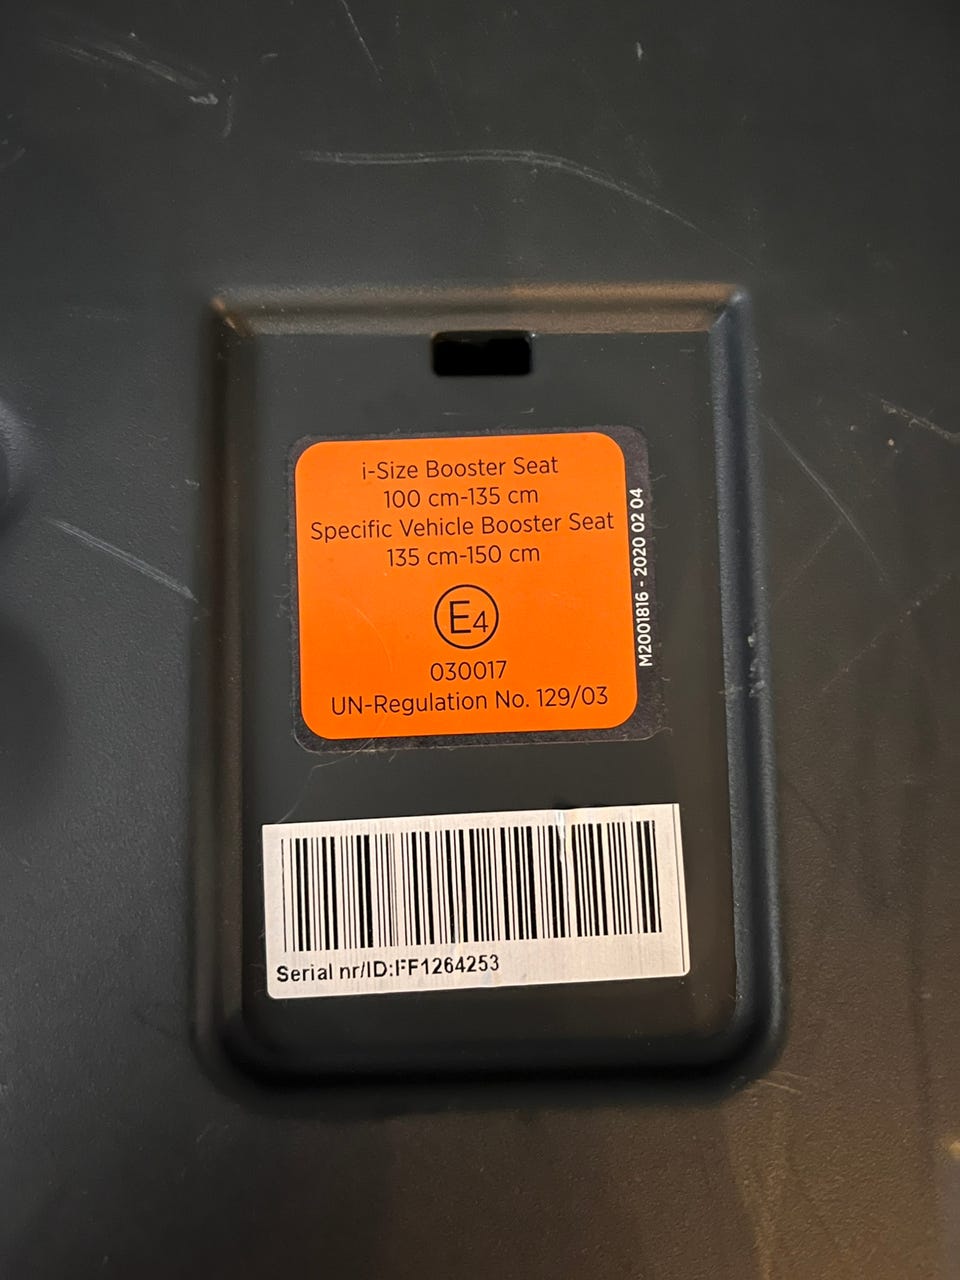 i-Size Booster Seat
100 cm-135 cm
Specific Vehicle Booster Seat
135 cm-150 cm
E4
030017
UN-Regulation No. 129/03
M2001816 - 2020 02 04
Serial nr/ID:FF1264253